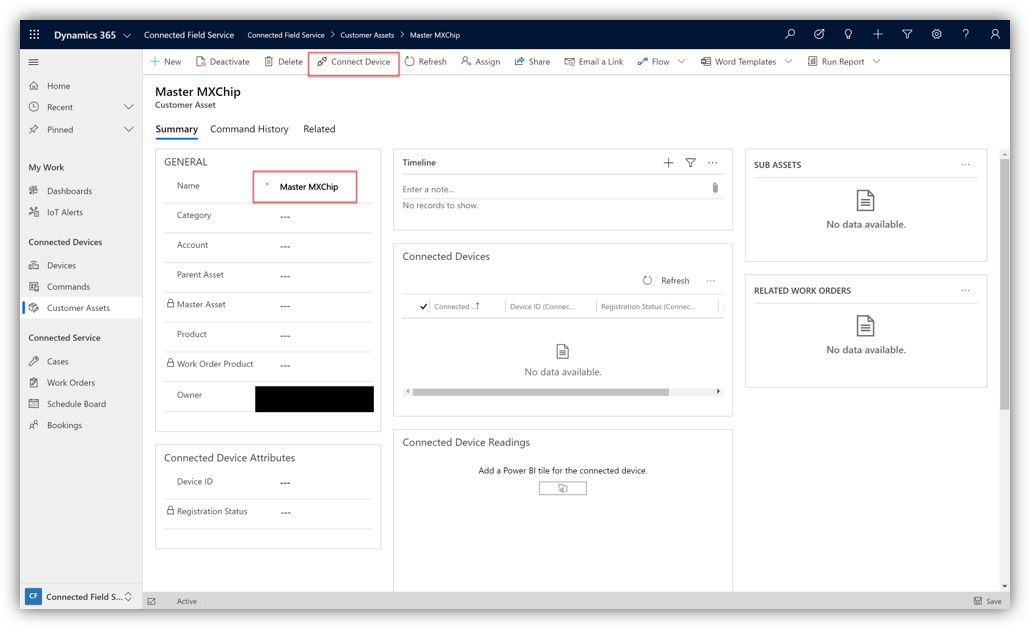 Dynamics 365 Connected Field Service Connected Field Service > Customer Assets > Master MXChip
New Deactivate Delete Connect Device Refresh Assign Share Email a Link Flow Word Templates Run Report
Home
Recent
Pinned
My Work
Dashboards
IoT Alerts
Connected Devices
Devices
Commands
Customer Assets
Connected Service
Cases
Work Orders
Schedule Board
Bookings
CF Connected Field S...
Master MXChip
Customer Asset
Summary Command History Related
GENERAL
Name * Master MXChip
Category ---
Account ---
Parent Asset ---
Master Asset ---
Product ---
Work Order Product ---
Owner
Connected Device Attributes
Device ID ---
Registration Status ---
Timeline
Enter a note...
No records to show.
Connected Devices
Refresh ...
Connected ...↑ Device ID (Connec... Registration Status (Connec...
No data available.
Connected Device Readings
Add a Power BI tile for the connected device.
SUB ASSETS ...
No data available.
RELATED WORK ORDERS ...
No data available.
Active Save